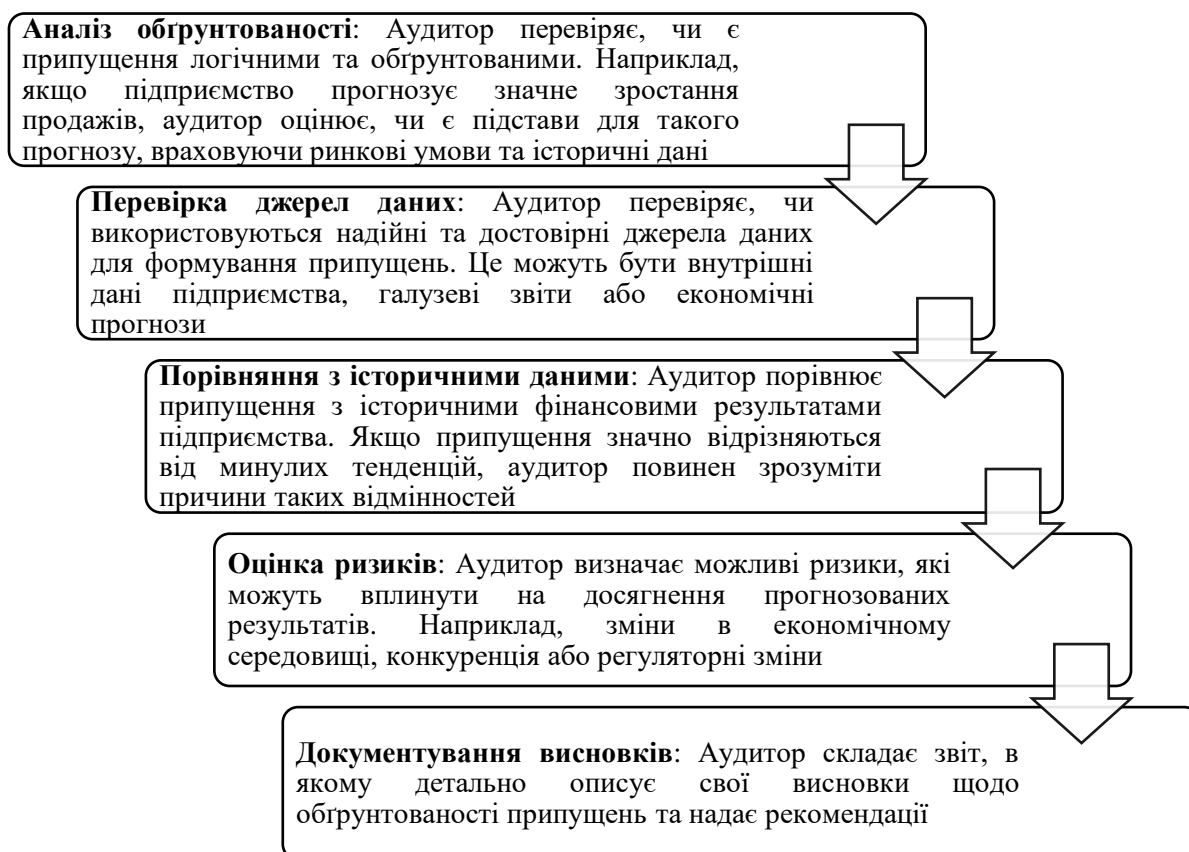 Аналіз обґрунтованості: Аудитор перевіряє, чи є
припущення логічними та обґрунтованими. Наприклад,
якщо підприємство прогнозує значне зростання
продажів, аудитор оцінює, чи є підстави для такого
прогнозу, враховуючи ринкові умови та історичні дані
Перевірка джерел даних: Аудитор перевіряє, чи
використовуються надійні та достовірні джерела даних
для формування припущень. Це можуть бути внутрішні
дані підприємства, галузеві звіти або економічні
прогнози
Порівняння з історичними даними: Аудитор порівнює
припущення з історичними фінансовими результатами
підприємства. Якщо припущення значно відрізняються
від минулих тенденцій, аудитор повинен зрозуміти
причини таких відмінностей
Оцінка ризиків: Аудитор визначає можливі ризики, які
можуть вплинути на досягнення прогнозованих
результатів. Наприклад, зміни в економічному
середовищі, конкуренція або регуляторні зміни
Документування висновків: Аудитор складає звіт, в
якому детально описує свої висновки щодо
обґрунтованості припущень та надає рекомендації